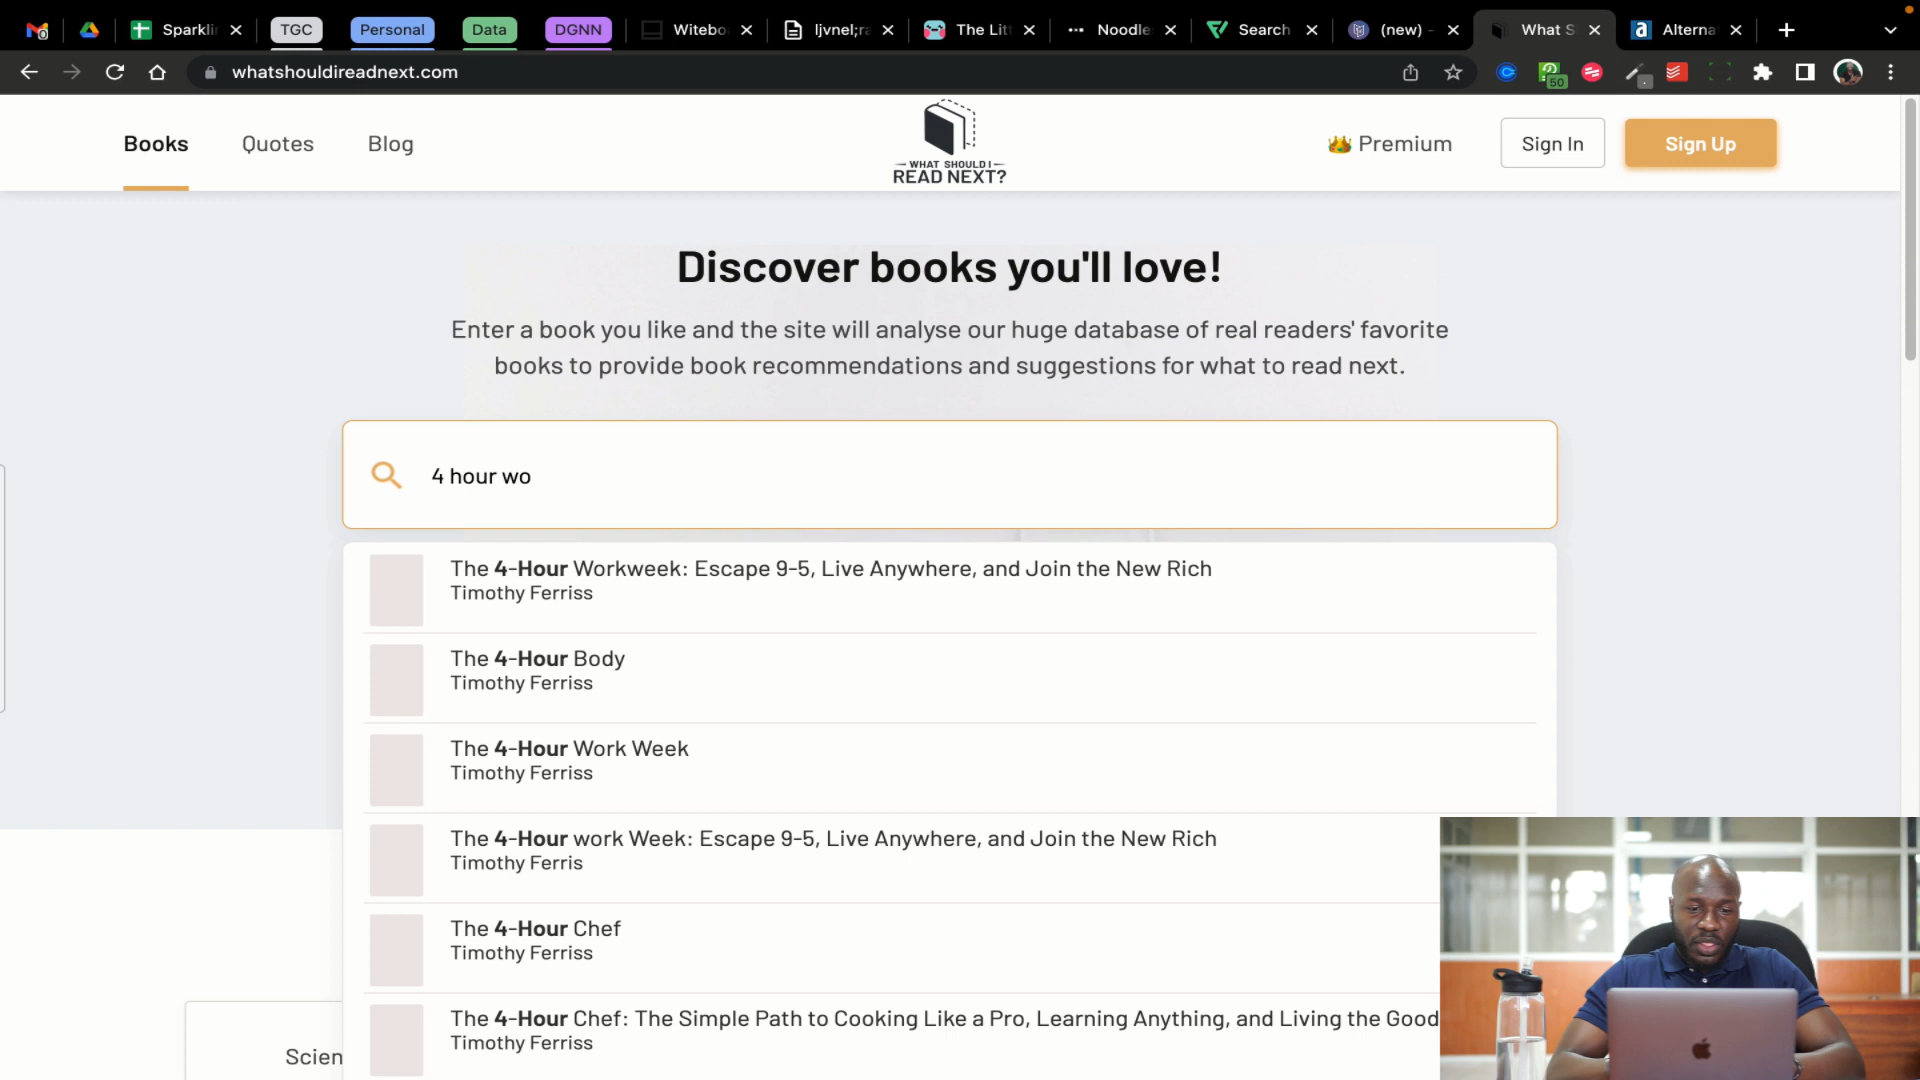 Sparklin
TGC
Personal
Data
DGNN
Witebo
ljvnel;ra
The Litt
Noodle
Search
(new) -
What S
Alterna
whatshouldireadnext.com
50
Books
Quotes
Blog
WHAT SHOULD I
READ NEXT?
Premium
Sign In
Sign Up
Discover books you'll love!
Enter a book you like and the site will analyse our huge database of real readers' favorite
books to provide book recommendations and suggestions for what to read next.
4 hour wo
The 4-Hour Workweek: Escape 9-5, Live Anywhere, and Join the New Rich
Timothy Ferriss
The 4-Hour Body
Timothy Ferriss
The 4-Hour Work Week
Timothy Ferriss
The 4-Hour work Week: Escape 9-5, Live Anywhere, and Join the New Rich
Timothy Ferris
The 4-Hour Chef
Timothy Ferriss
The 4-Hour Chef: The Simple Path to Cooking Like a Pro, Learning Anything, and Living the Good
Timothy Ferriss
Scien